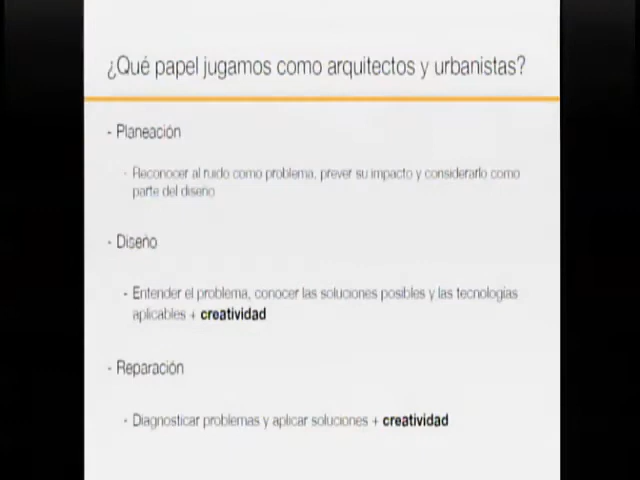 ¿Qué papel jugamos como arquitectos y urbanistas?
- Planeación
- Reconocer al ruido como problema, prever su impacto y considerarlo como
parte del diseño
- Diseño
- Entender el problema, conocer las soluciones posibles y las tecnologías
aplicables + creatividad
- Reparación
- Diagnosticar problemas y aplicar soluciones + creatividad